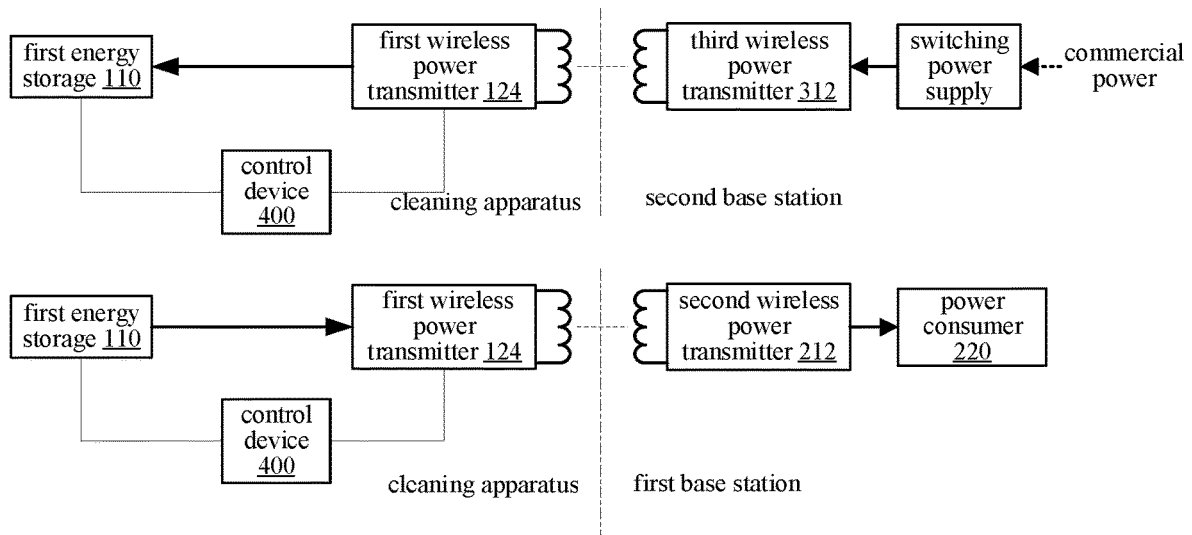 first energy
storage 110
first wireless
power
transmitter 124
third wireless
power
transmitter 312
switching
power
supply
commercial
power
control
device
400
cleaning apparatus
second base station
first energy
storage 110
first wireless
power
transmitter 124
second wireless
power
transmitter 212
power
consumer
220
control
device
400
cleaning apparatus
first base station